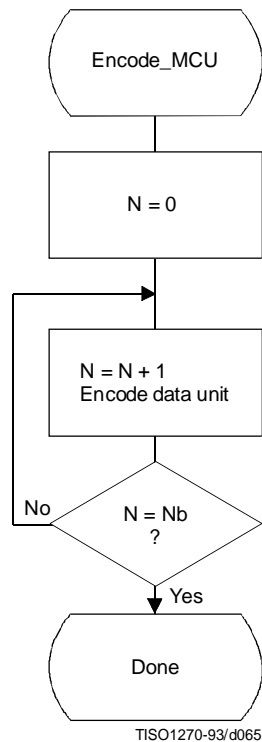 Encode_MCU
N = 0
N = N + 1
Encode data unit
N = Nb
?
No
Yes
Done
TISO1270-93/d065